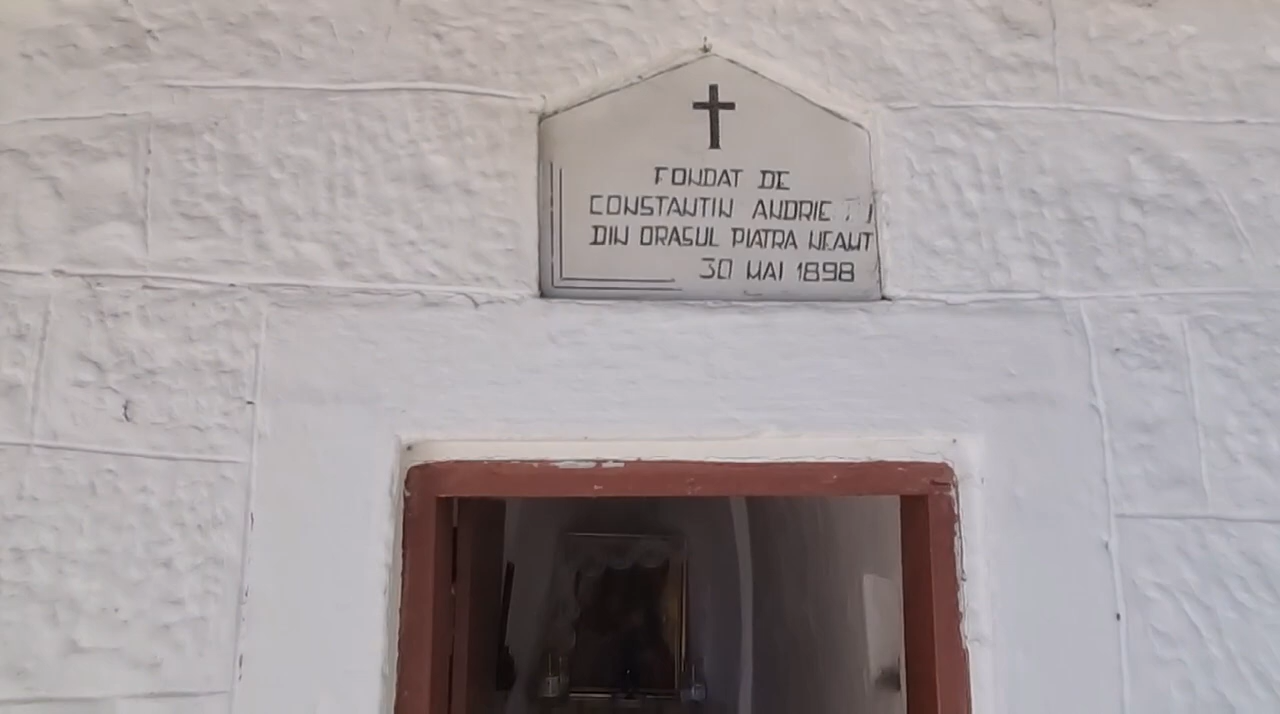 FONDAT DE
CONSTANTIN
DIN ORASUL PIATRA NEAMT
30 MAI 1898